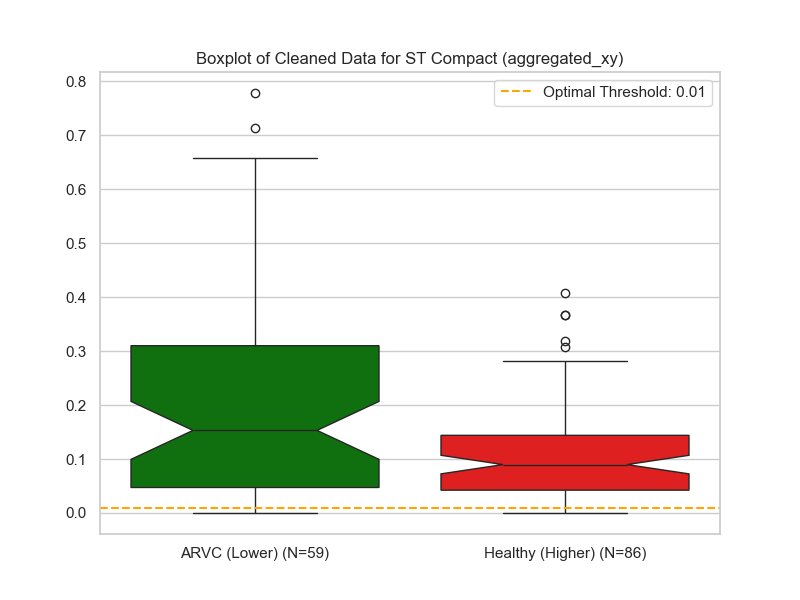 Boxplot of Cleaned Data for ST Compact (aggregated_xy)
Optimal Threshold: 0.01
0.8
0.7
0.6
0.5
0.4
0.3
0.2
0.1
0.0
ARVC (Lower) (N=59)
Healthy (Higher) (N=86)